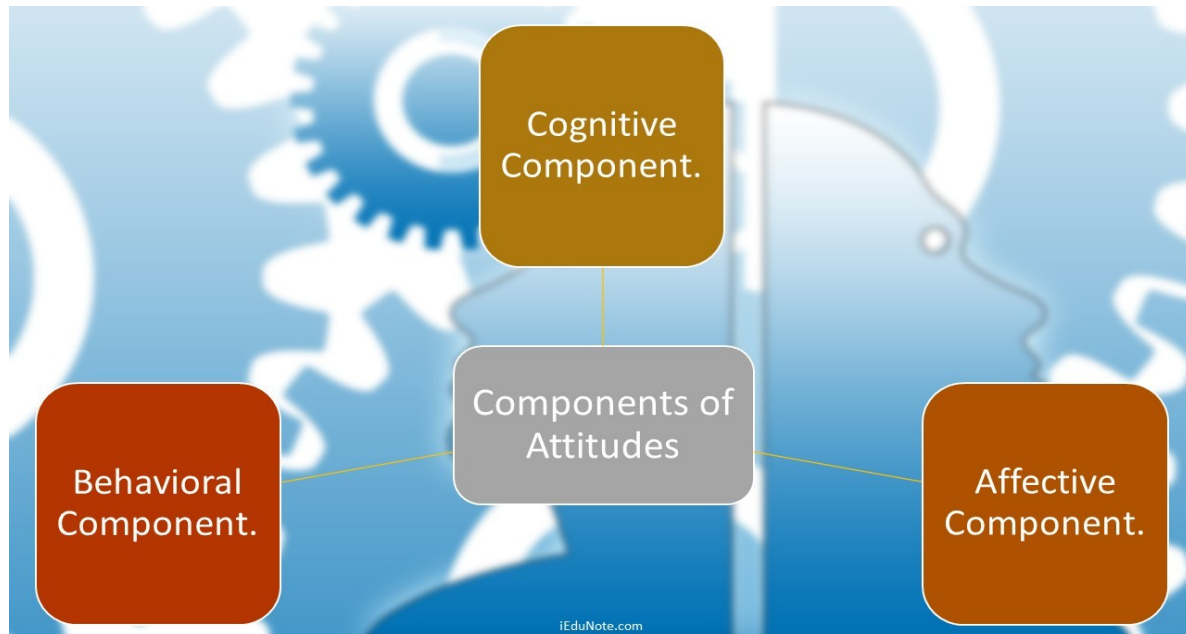 Cognitive
Component.
Components of
Attitudes
Behavioral
Component.
Affective
Component.
iEduNote.com